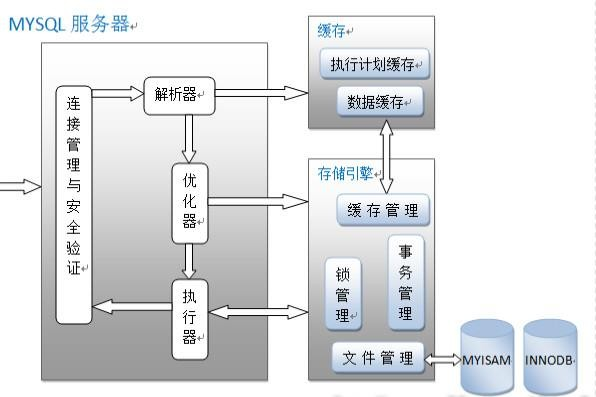 MYSQL 服务器
缓存
执行计划缓存
数据缓存
连接管理与安全验证
解析器
优化器
执行器
存储引擎
缓存管理
锁管理
事务管理
文件管理
MYISAM
INNODB